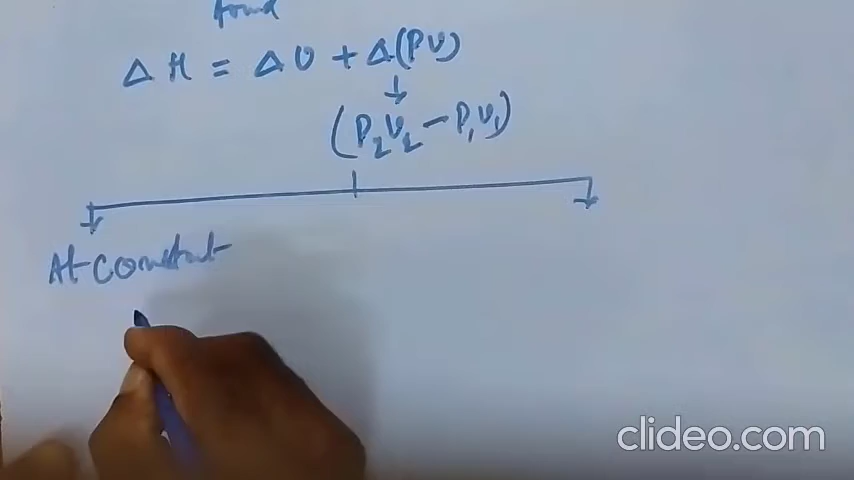 ΔH = ΔU + Δ(PV)
↓
(P₂V₂ - P₁V₁)
At constant
clideo.com